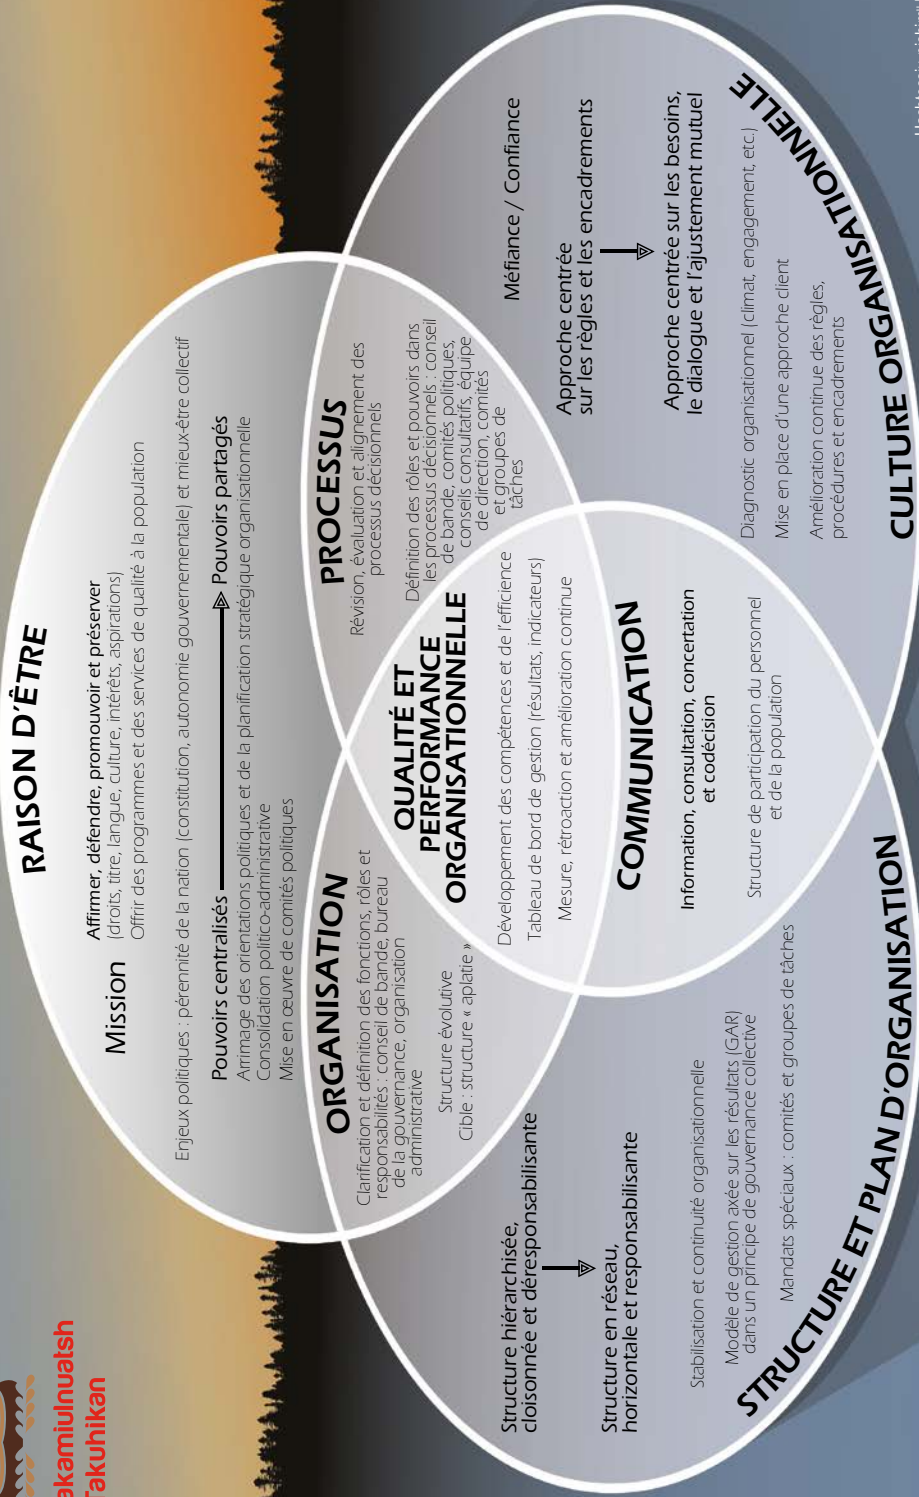 Takuhikan
RAISON D'ÊTRE
Mission
Affirmer, défendre, promouvoir et préserver
(droits, titre, langue, culture, intérêts, aspirations)
Offrir des programmes et des services de qualité à la population
Enjeux politiques : pérennité de la nation (constitution, autonomie gouvernementale) et mieux-être collectif
Pouvoirs centralisés Pouvoirs partagés
Arrimage des orientations politiques et de la planification stratégique organisationnelle
Consolidation politico-administrative
Mise en œuvre de comités politiques
ORGANISATION
Clarification et définition des fonctions, rôles et
responsabilités : conseil de bande, bureau
de la gouvernance, organisation
administrative
Structure évolutive
Cible : structure « aplatie »
PROCESSUS
Révision, évaluation et alignement des
processus décisionnels
Définition des rôles et pouvoirs dans
les processus décisionnels : conseil
de bande, comités politiques,
conseils consultatifs, équipe
de direction, comités
et groupes de
tâches
QUALITÉ ET
PERFORMANCE
ORGANISATIONNELLE
Développement des compétences et de l'efficience
Tableau de bord de gestion (résultats, indicateurs)
Mesure, rétroaction et amélioration continue
Structure hiérarchisée,
cloisonnée et déresponsabilisante
Structure en réseau,
horizontale et responsabilisante
Stabilisation et continuité organisationnelle
Modèle de gestion axée sur les résultats (GAR)
dans un principe de gouvernance collective
Mandats spéciaux : comités et groupes de tâches
STRUCTURE ET PLAN D'ORGANISATION
COMMUNICATION
Information, consultation, concertation
et codécision
Structure de participation du personnel
et de la population
Méfiance / Confiance
Approche centrée
sur les règles et les encadrements
Approche centrée sur les besoins,
le dialogue et l'ajustement mutuel
Diagnostic organisationnel (climat, engagement, etc.)
Mise en place d'une approche client
Amélioration continue des règles,
procédures et encadrements
CULTURE ORGANISATIONNELLE